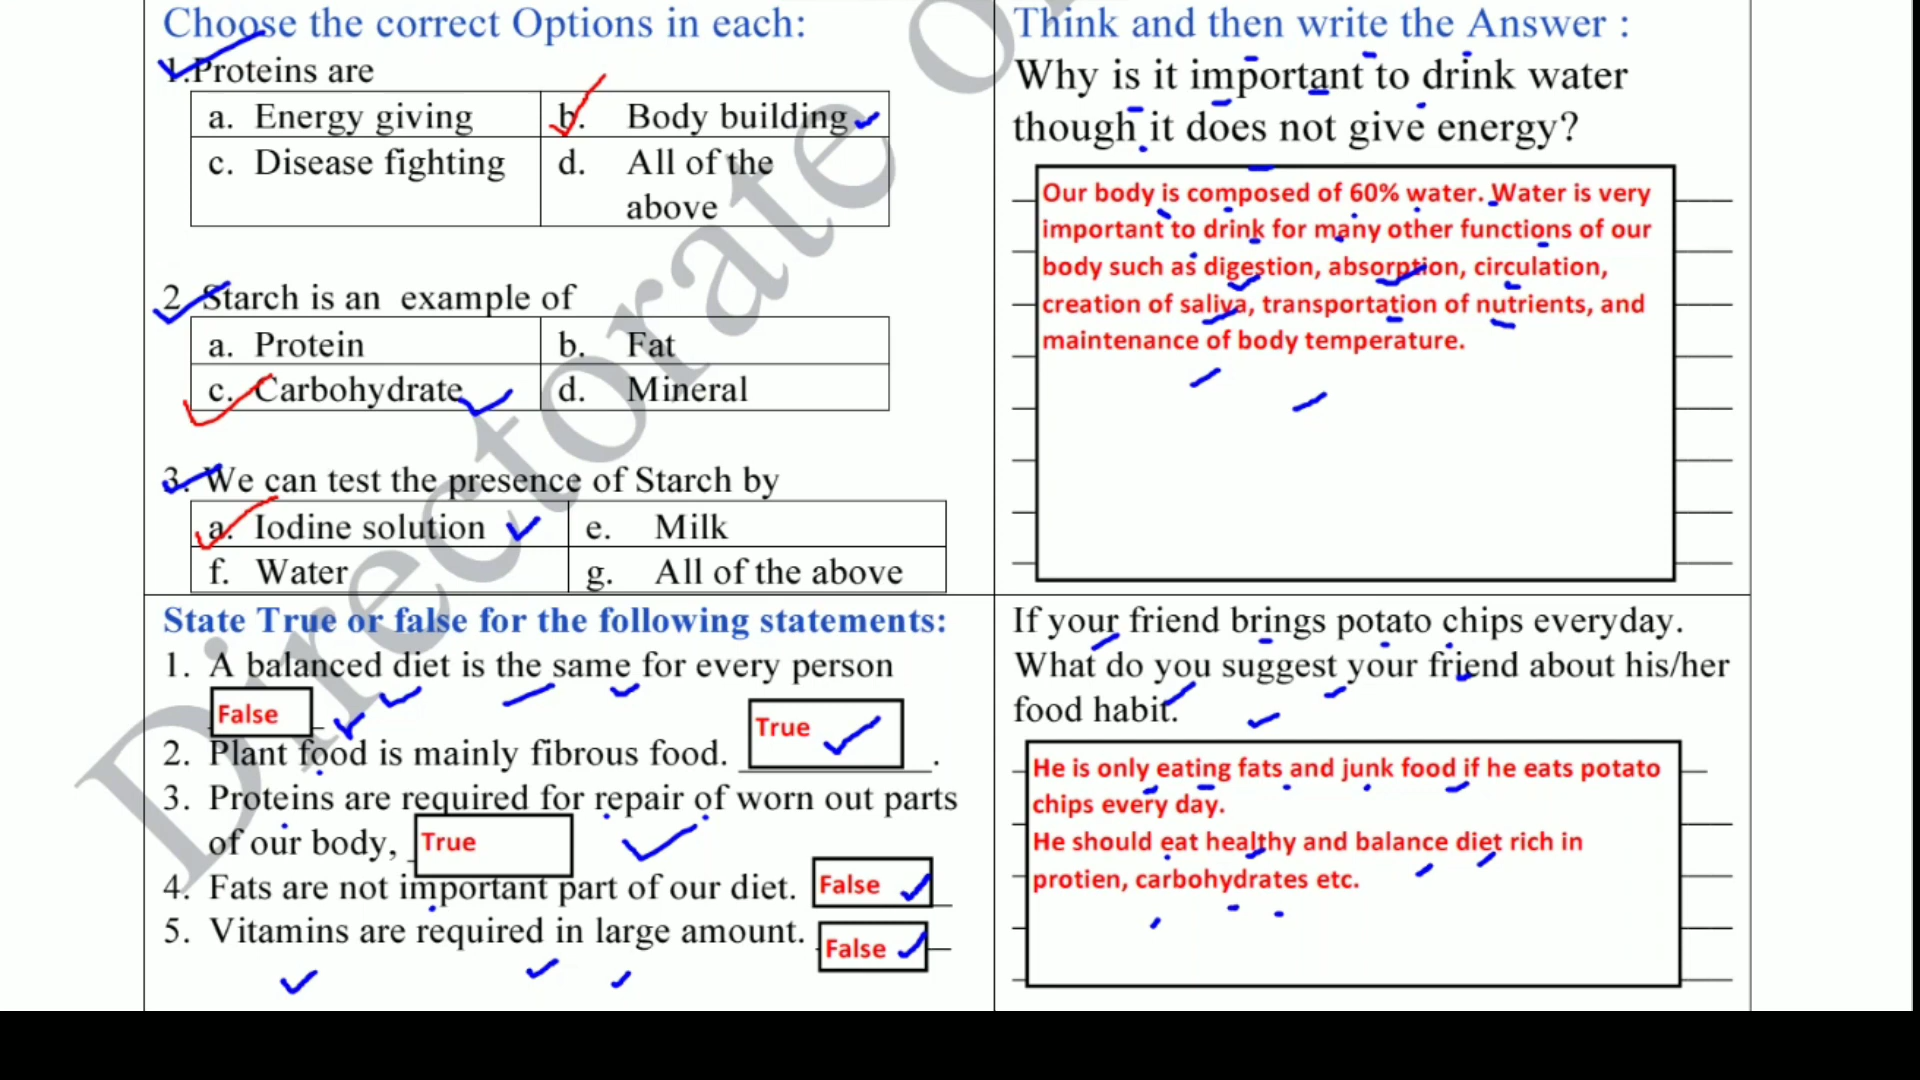 Choose the correct Options in each:
1.Proteins are
a. Energy giving
b. Body building
c. Disease fighting
d. All of the
above
2. Starch is an example of
a. Protein
b. Fat
c. Carbohydrate
d. Mineral
3. We can test the presence of Starch by
a. Iodine solution
e. Milk
f. Water
g. All of the above
State True or false for the following statements:
1. A balanced diet is the same for every person
False
2. Plant food is mainly fibrous food. True .
3. Proteins are required for repair of worn out parts
of our body, True
4. Fats are not important part of our diet. False
5. Vitamins are required in large amount. False
Think and then write the Answer :
Why is it important to drink water
though it does not give energy?
Our body is composed of 60% water. Water is very
important to drink for many other functions of our
body such as digestion, absorption, circulation,
creation of saliva, transportation of nutrients, and
maintenance of body temperature.
If your friend brings potato chips everyday.
What do you suggest your friend about his/her
food habit.
He is only eating fats and junk food if he eats potato
chips every day.
He should eat healthy and balance diet rich in
protien, carbohydrates etc.
Directorate